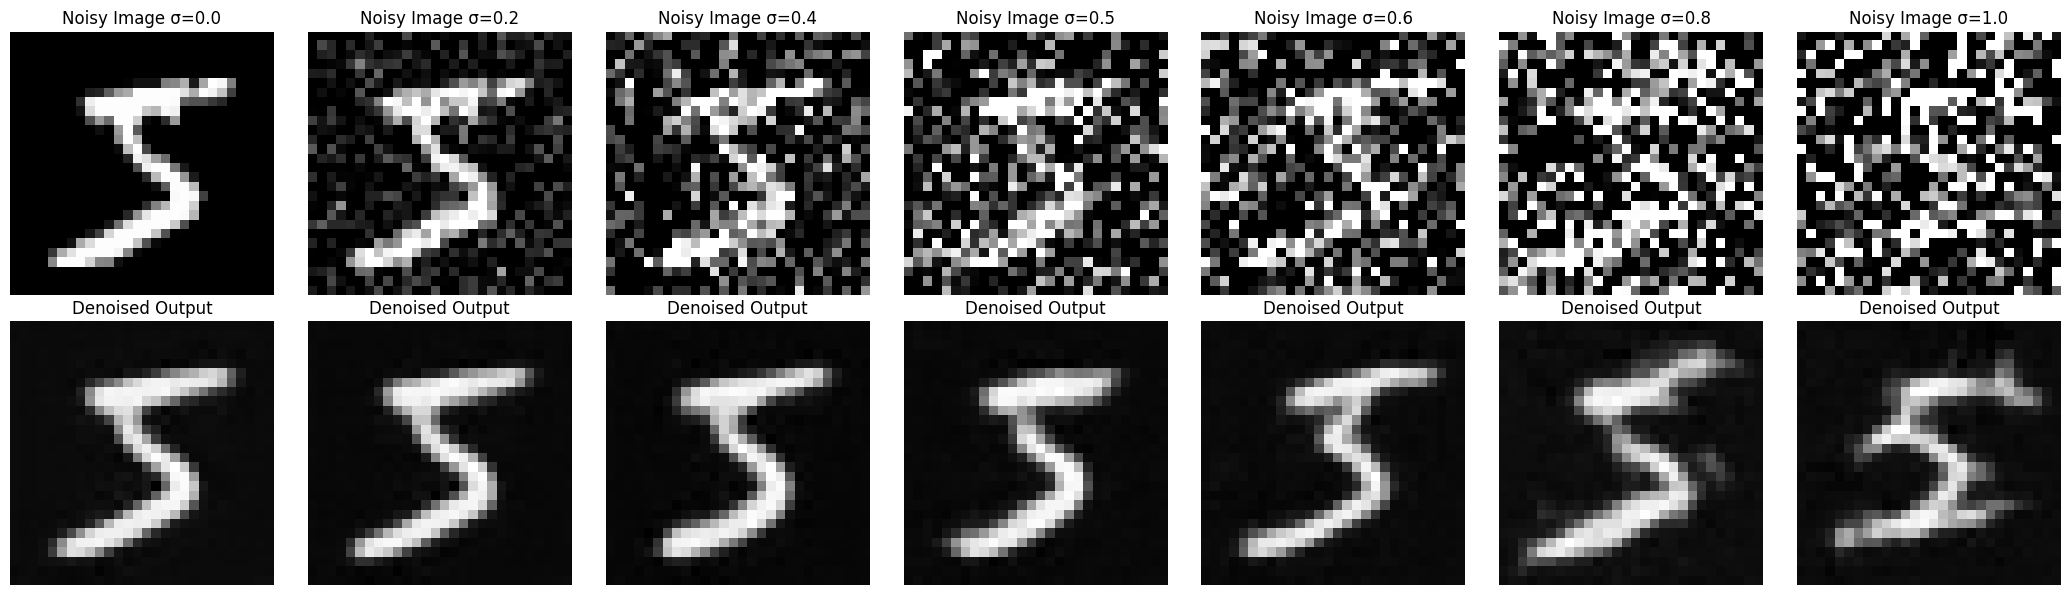 Noisy Image σ=0.0 Noisy Image σ=0.2 Noisy Image σ=0.4 Noisy Image σ=0.5 Noisy Image σ=0.6 Noisy Image σ=0.8 Noisy Image σ=1.0
Denoised Output Denoised Output Denoised Output Denoised Output Denoised Output Denoised Output Denoised Output